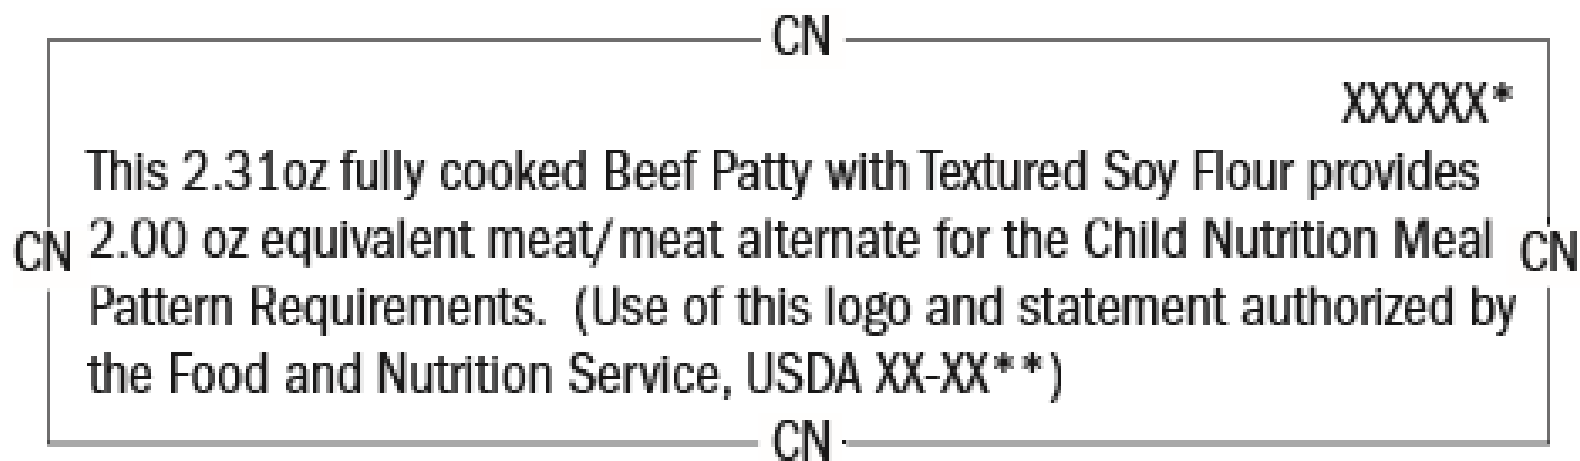 CN
XXXXXX*
This 2.31oz fully cooked Beef Patty with Textured Soy Flour provides
CN 2.00 oz equivalent meat/meat alternate for the Child Nutrition Meal CN
Pattern Requirements. (Use of this logo and statement authorized by
the Food and Nutrition Service, USDA XX-XX**)
CN